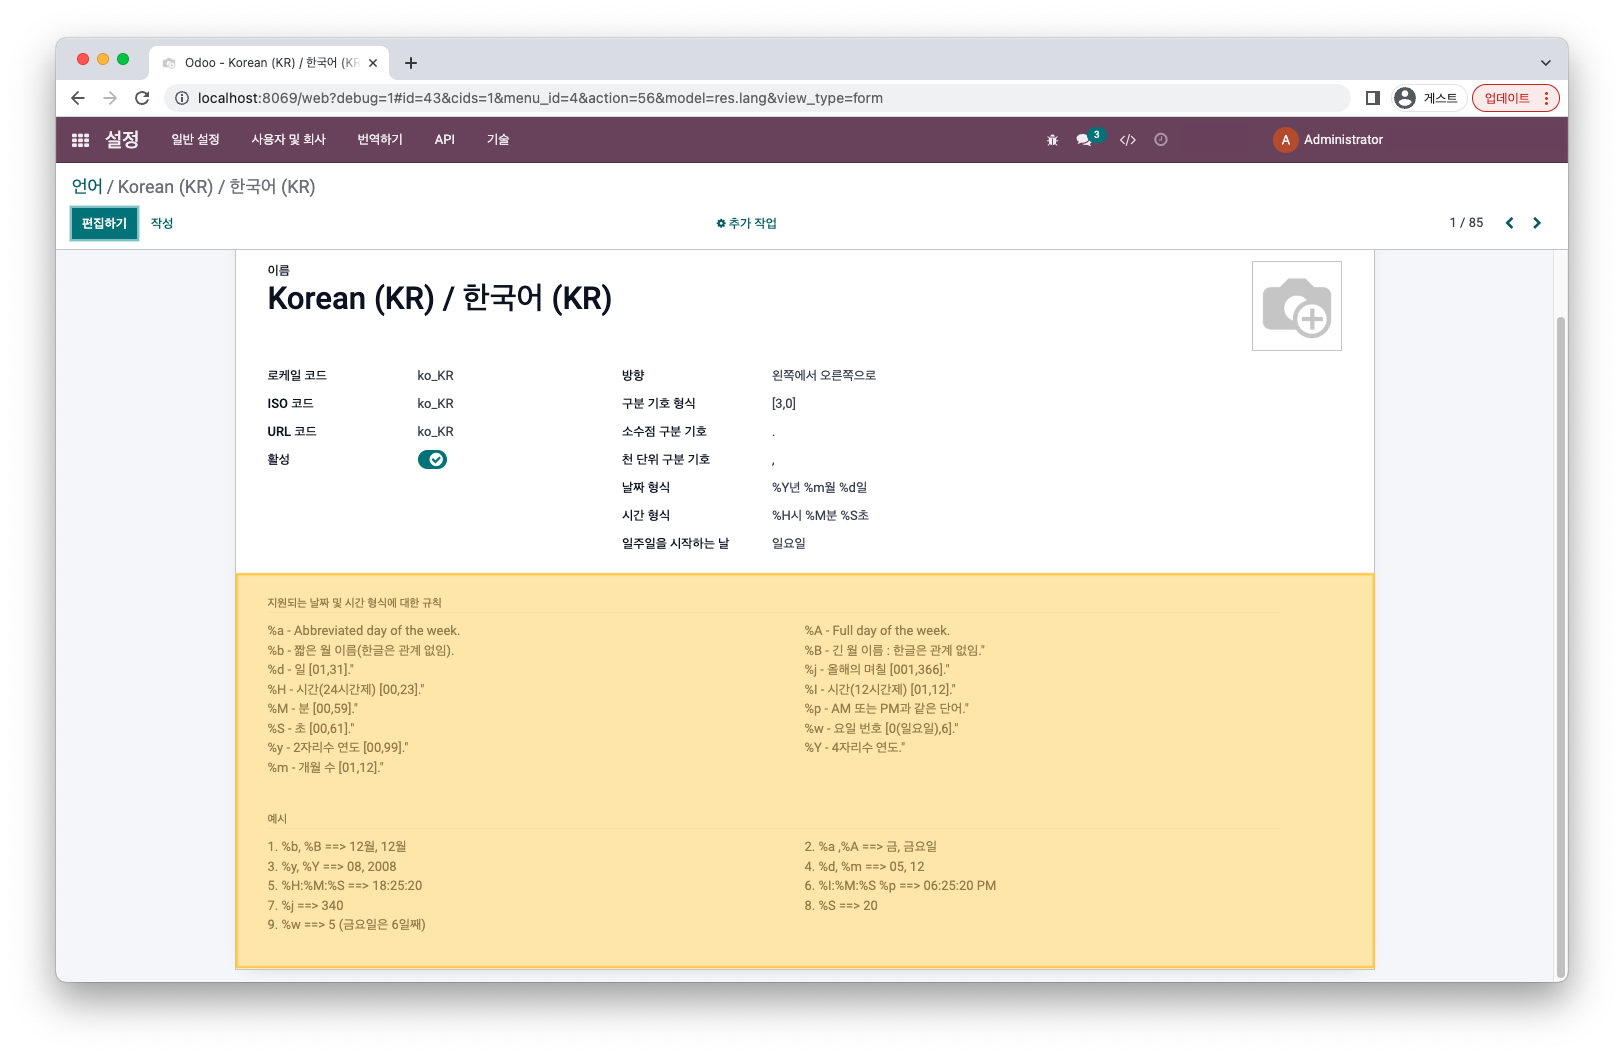 Odoo - Korean (KR) / 한국어 (KR
localhost:8069/web?debug=1#id=43&cids=1&menu_id=4&action=56&model=res.lang&view_type=form
게스트
업데이트
설정
일반 설정
사용자 및 회사
번역하기
API
기술
3
A
Administrator
언어 / Korean (KR) / 한국어 (KR)
편집하기
작성
추가 작업
1 / 85
이름
Korean (KR) / 한국어 (KR)
로케일 코드 ko_KR
ISO 코드 ko_KR
URL 코드 ko_KR
활성
방향 왼쪽에서 오른쪽으로
구분 기호 형식 [3,0]
소수점 구분 기호 .
천 단위 구분 기호 ,
날짜 형식 %Y년 %m월 %d일
시간 형식 %H시 %M분 %S초
일주일을 시작하는 날 일요일
지원되는 날짜 및 시간 형식에 대한 규칙
%a - Abbreviated day of the week.
%b - 짧은 월 이름(한글은 관계 없임).
%d - 일 [01,31]."
%H - 시간(24시간제) [00,23]."
%M - 분 [00,59]."
%S - 초 [00,61]."
%y - 2자리수 연도 [00,99]."
%m - 개월 수 [01,12]."
%A - Full day of the week.
%B - 긴 월 이름 : 한글은 관계 없임."
%j - 올해의 며칠 [001,366]."
%I - 시간(12시간제) [01,12]."
%p - AM 또는 PM과 같은 단어."
%w - 요일 번호 [0(일요일),6]."
%Y - 4자리수 연도."
예시
1. %b, %B ==> 12월, 12월
3. %y, %Y ==> 08, 2008
5. %H:%M:%S ==> 18:25:20
7. %j ==> 340
9. %w ==> 5 (금요일은 6일째)
2. %a ,%A ==> 금, 금요일
4. %d, %m ==> 05, 12
6. %I:%M:%S %p ==> 06:25:20 PM
8. %S ==> 20